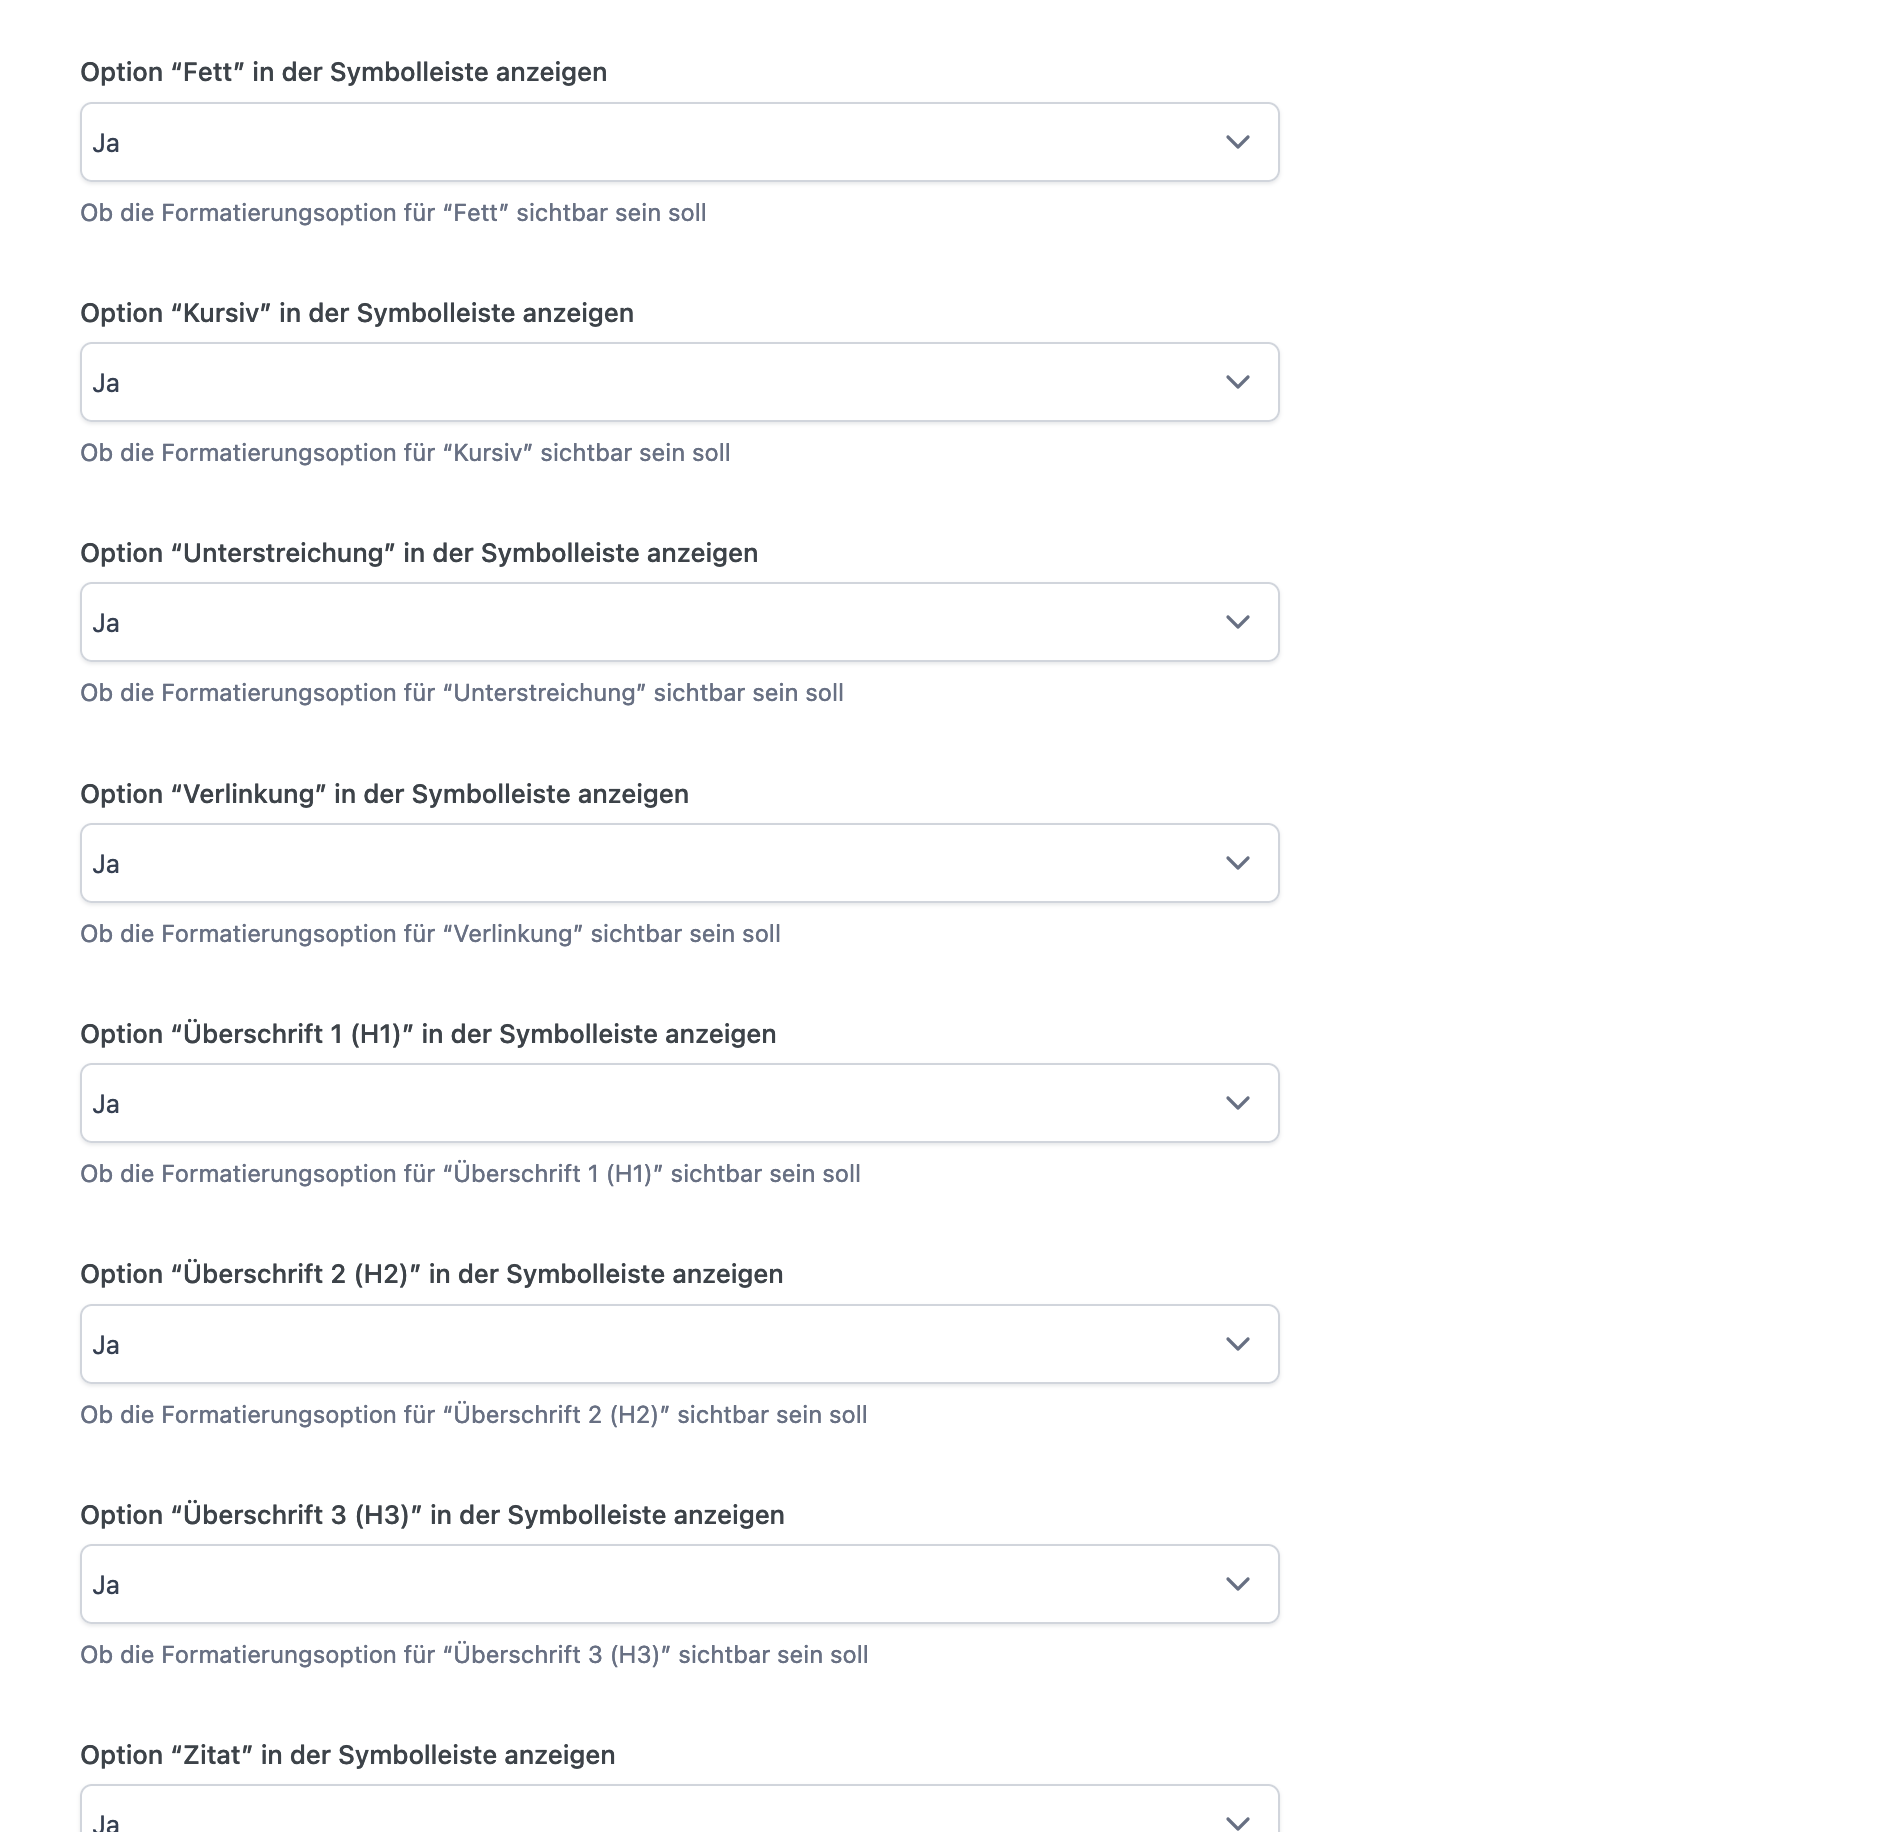 Option “Fett” in der Symbolleiste anzeigen
Ja
Ob die Formatierungsoption für “Fett” sichtbar sein soll
Option “Kursiv” in der Symbolleiste anzeigen
Ja
Ob die Formatierungsoption für “Kursiv” sichtbar sein soll
Option “Unterstreichung” in der Symbolleiste anzeigen
Ja
Ob die Formatierungsoption für “Unterstreichung” sichtbar sein soll
Option “Verlinkung” in der Symbolleiste anzeigen
Ja
Ob die Formatierungsoption für “Verlinkung” sichtbar sein soll
Option “Überschrift 1 (H1)” in der Symbolleiste anzeigen
Ja
Ob die Formatierungsoption für “Überschrift 1 (H1)” sichtbar sein soll
Option “Überschrift 2 (H2)” in der Symbolleiste anzeigen
Ja
Ob die Formatierungsoption für “Überschrift 2 (H2)” sichtbar sein soll
Option “Überschrift 3 (H3)” in der Symbolleiste anzeigen
Ja
Ob die Formatierungsoption für “Überschrift 3 (H3)” sichtbar sein soll
Option “Zitat” in der Symbolleiste anzeigen
Ja